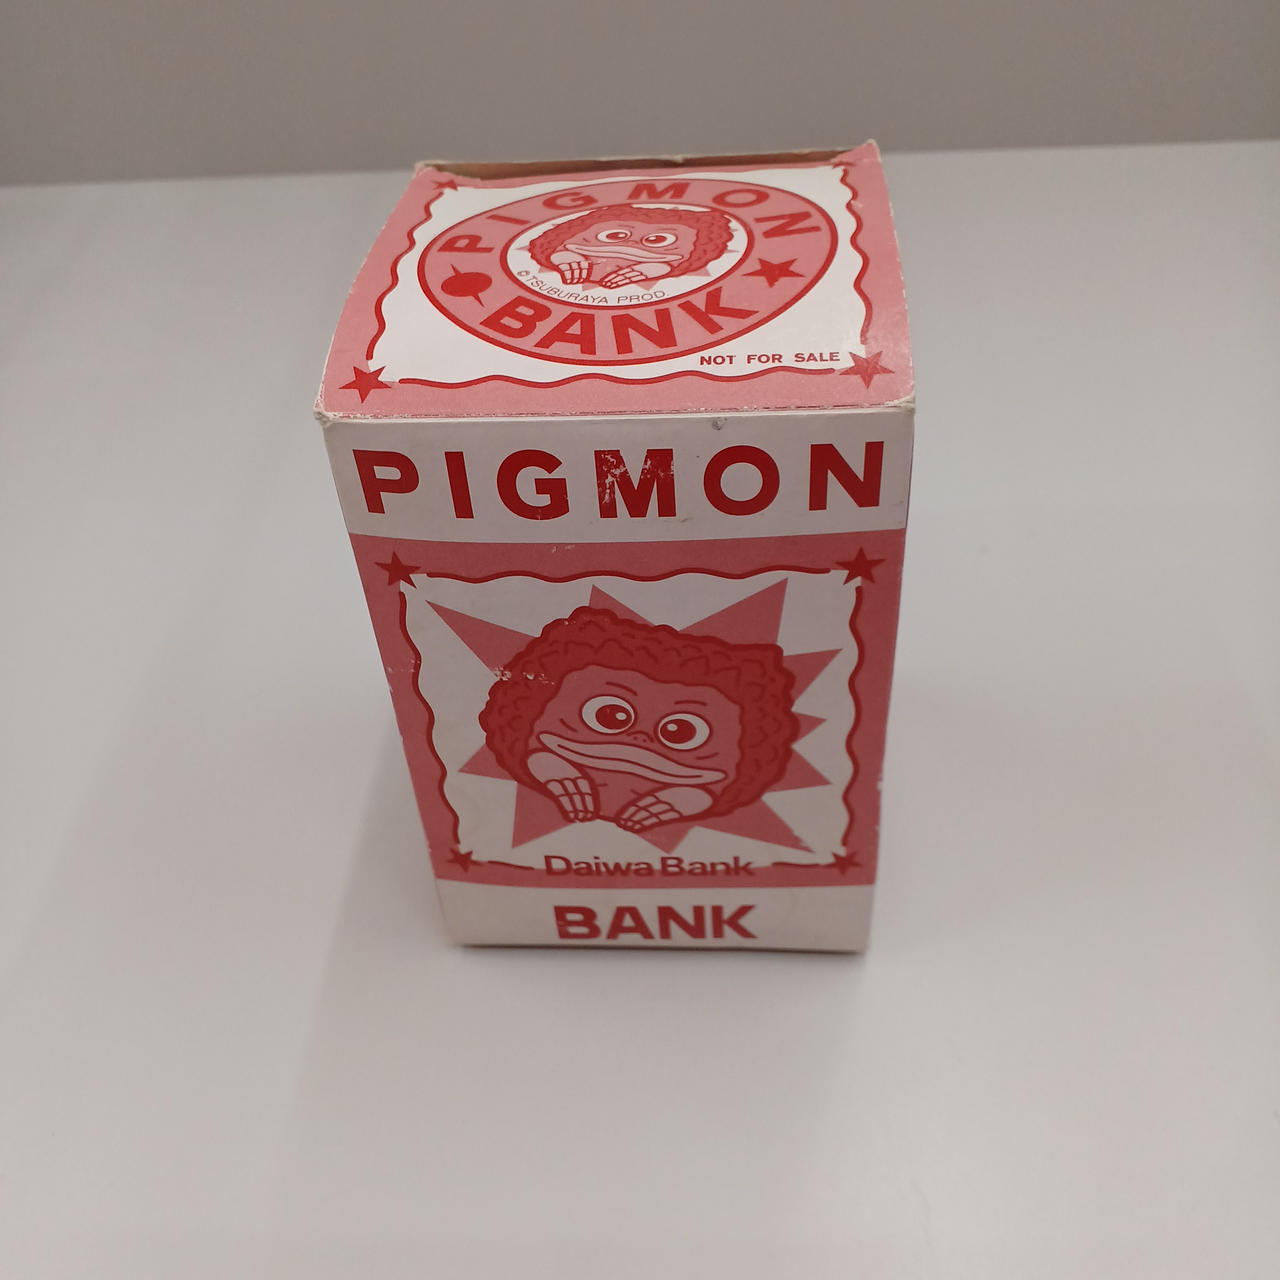 PIGMON
© TSUBURAYA PROD.
BANK
NOT FOR SALE
PIGMON
Daiwa Bank
BANK